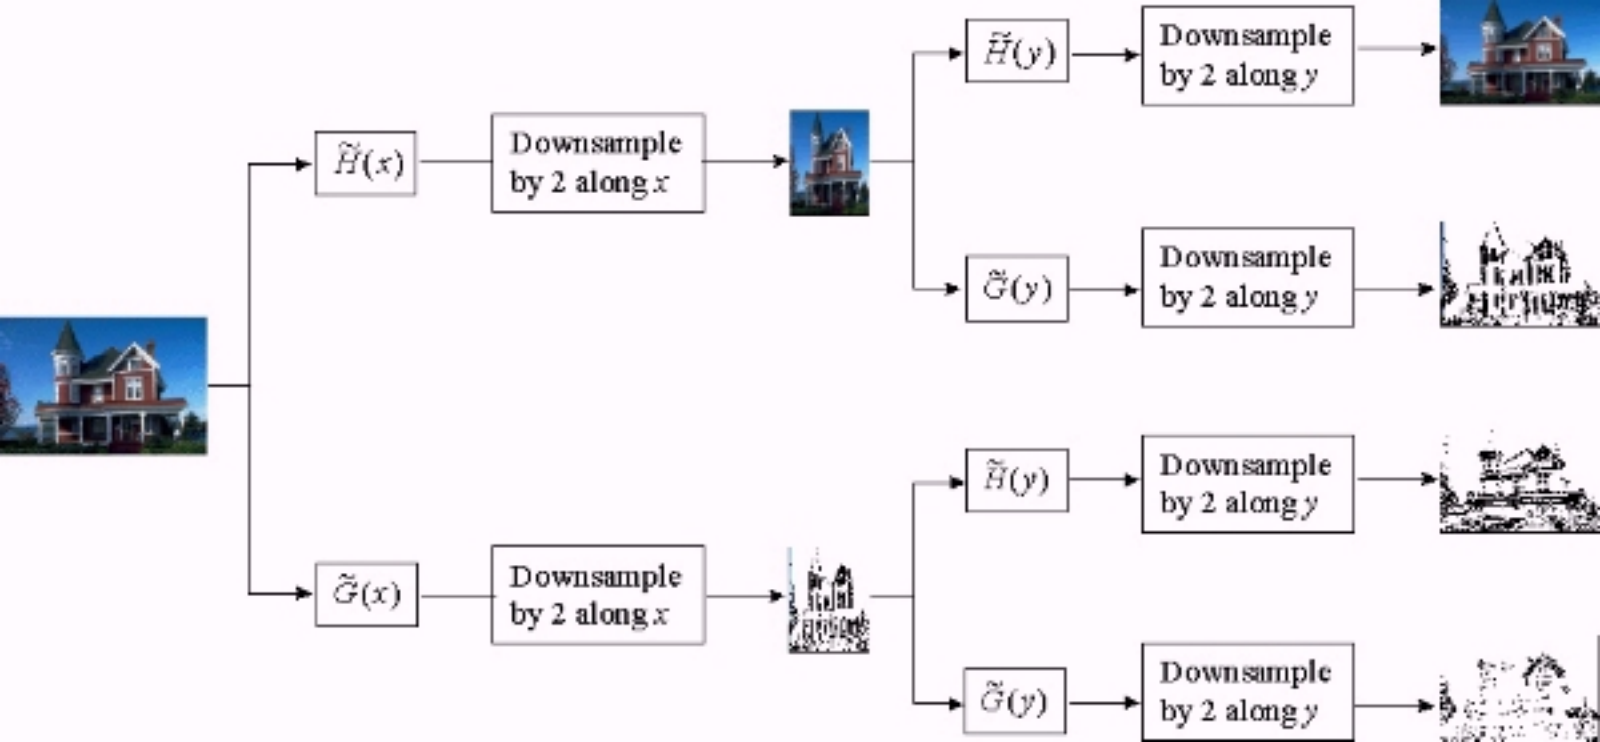 H̃(y)
Downsample
by 2 along y
H̃(x)
Downsample
by 2 along x
G̃(y)
Downsample
by 2 along y
H̃(y)
Downsample
by 2 along y
G̃(x)
Downsample
by 2 along x
G̃(y)
Downsample
by 2 along y